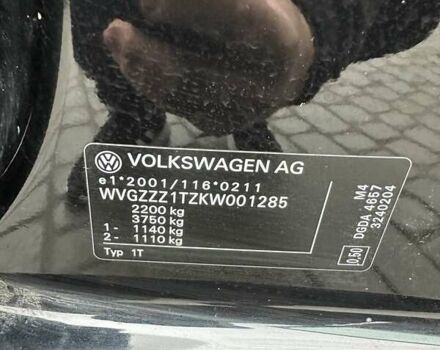 VOLKSWAGEN AG
e1*2001/116*0211
WVGZZZ1TZKW001285
2200 kg
3750 kg
1- 1140 kg
2- 1110 kg
Typ 1T
M4
DGDA 4657
3240204
0,50